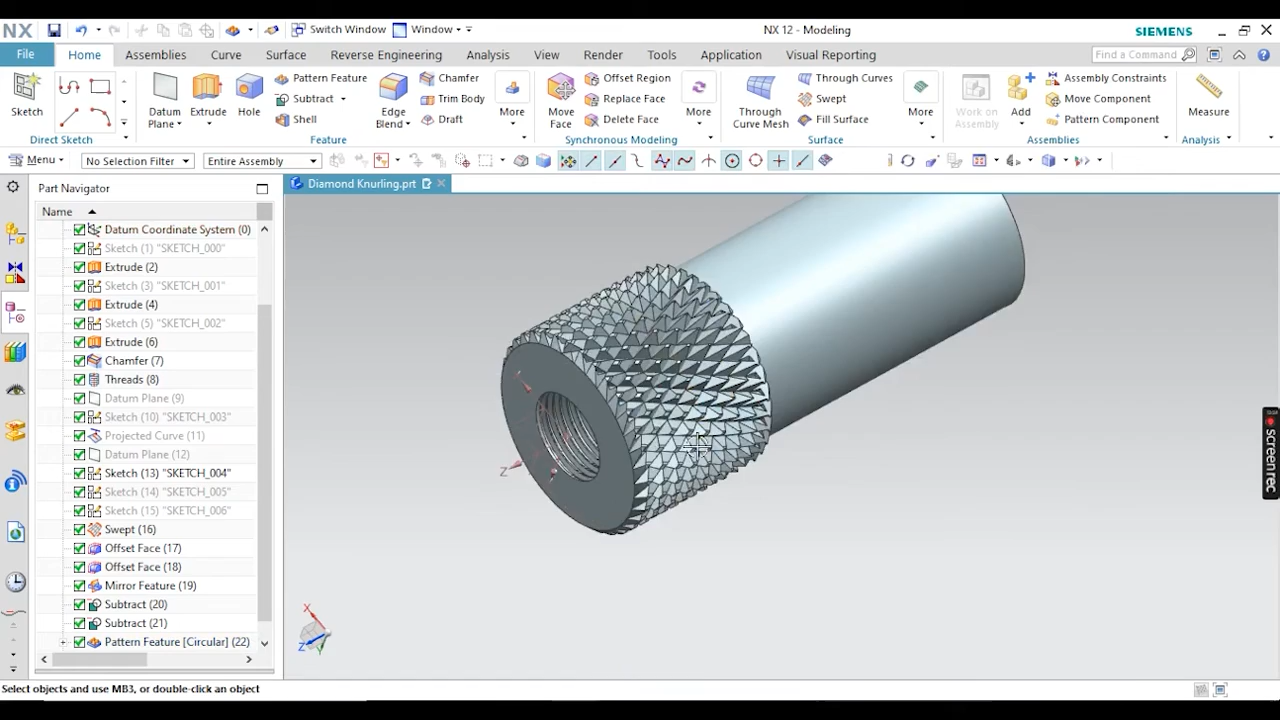 NX
Switch Window
Window
NX 12 - Modeling
SIEMENS
File
Home
Assemblies
Curve
Surface
Reverse Engineering
Analysis
View
Render
Tools
Application
Visual Reporting
Find a Command
Sketch
Direct Sketch
Datum Plane
Extrude
Hole
Pattern Feature
Subtract
Shell
Edge Blend
Chamfer
Trim Body
Draft
More
Feature
Move Face
Offset Region
Replace Face
Delete Face
More
Synchronous Modeling
Through Curve Mesh
Through Curves
Swept
Fill Surface
More
Surface
Work on Assembly
Add
Assembly Constraints
Move Component
Pattern Component
Assemblies
Measure
Analysis
Menu
No Selection Filter
Entire Assembly
Part Navigator
Diamond Knurling.prt
Name
Datum Coordinate System (0)
Sketch (1) "SKETCH_000"
Extrude (2)
Sketch (3) "SKETCH_001"
Extrude (4)
Sketch (5) "SKETCH_002"
Extrude (6)
Chamfer (7)
Threads (8)
Datum Plane (9)
Sketch (10) "SKETCH_003"
Projected Curve (11)
Datum Plane (12)
Sketch (13) "SKETCH_004"
Sketch (14) "SKETCH_005"
Sketch (15) "SKETCH_006"
Swept (16)
Offset Face (17)
Offset Face (18)
Mirror Feature (19)
Subtract (20)
Subtract (21)
Pattern Feature [Circular] (22)
Z
X
Z
Y
screenrec
Select objects and use MB3, or double-click an object